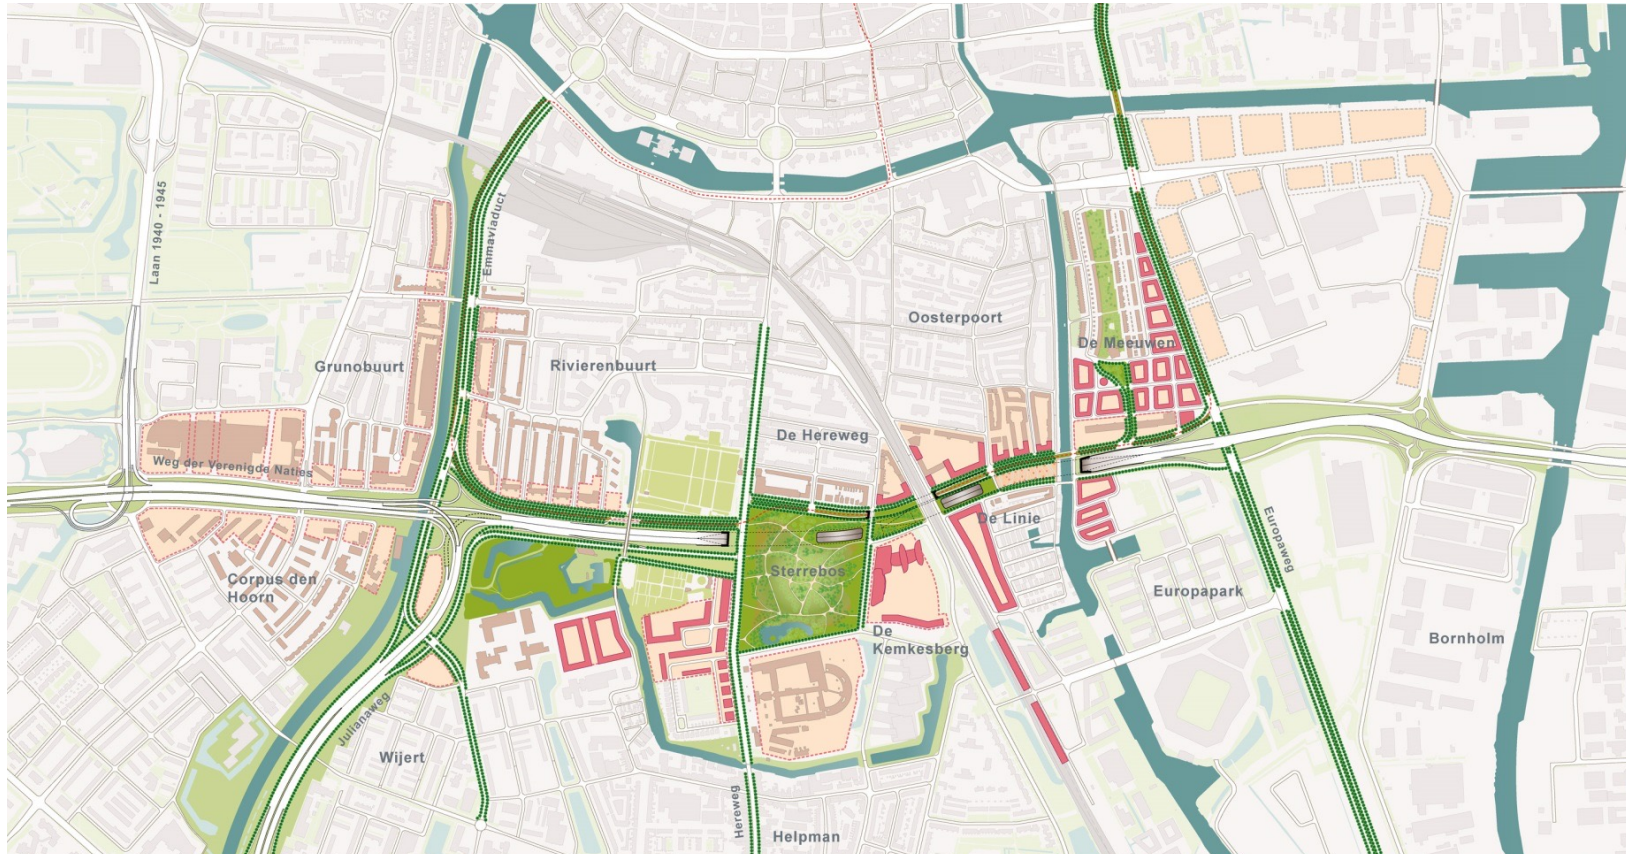 Laan 1940 - 1945
Emmaviaduct
Oosterpoort
De Meeuwen
Grunobuurt
Rivierenbuurt
De Hereweg
Weg der Verenigde Naties
De Linie
Europaweg
Sterrebos
Corpus den
Hoorn
Europapark
De
Kemkesberg
Bornholm
Julianaweg
Wijert
Hereweg
Helpman